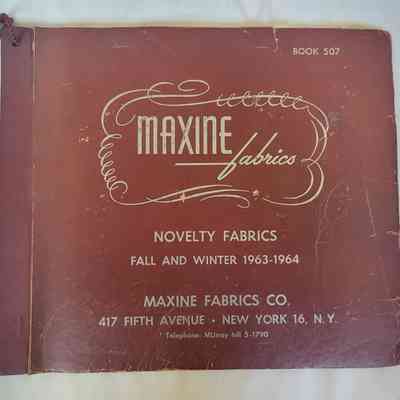 BOOK 507
MAXINE
fabrics
NOVELTY FABRICS
FALL AND WINTER 1963-1964
MAXINE FABRICS CO.
417 FIFTH AVENUE • NEW YORK 16, N.Y.
Telephone: MUrray hill 5-1790